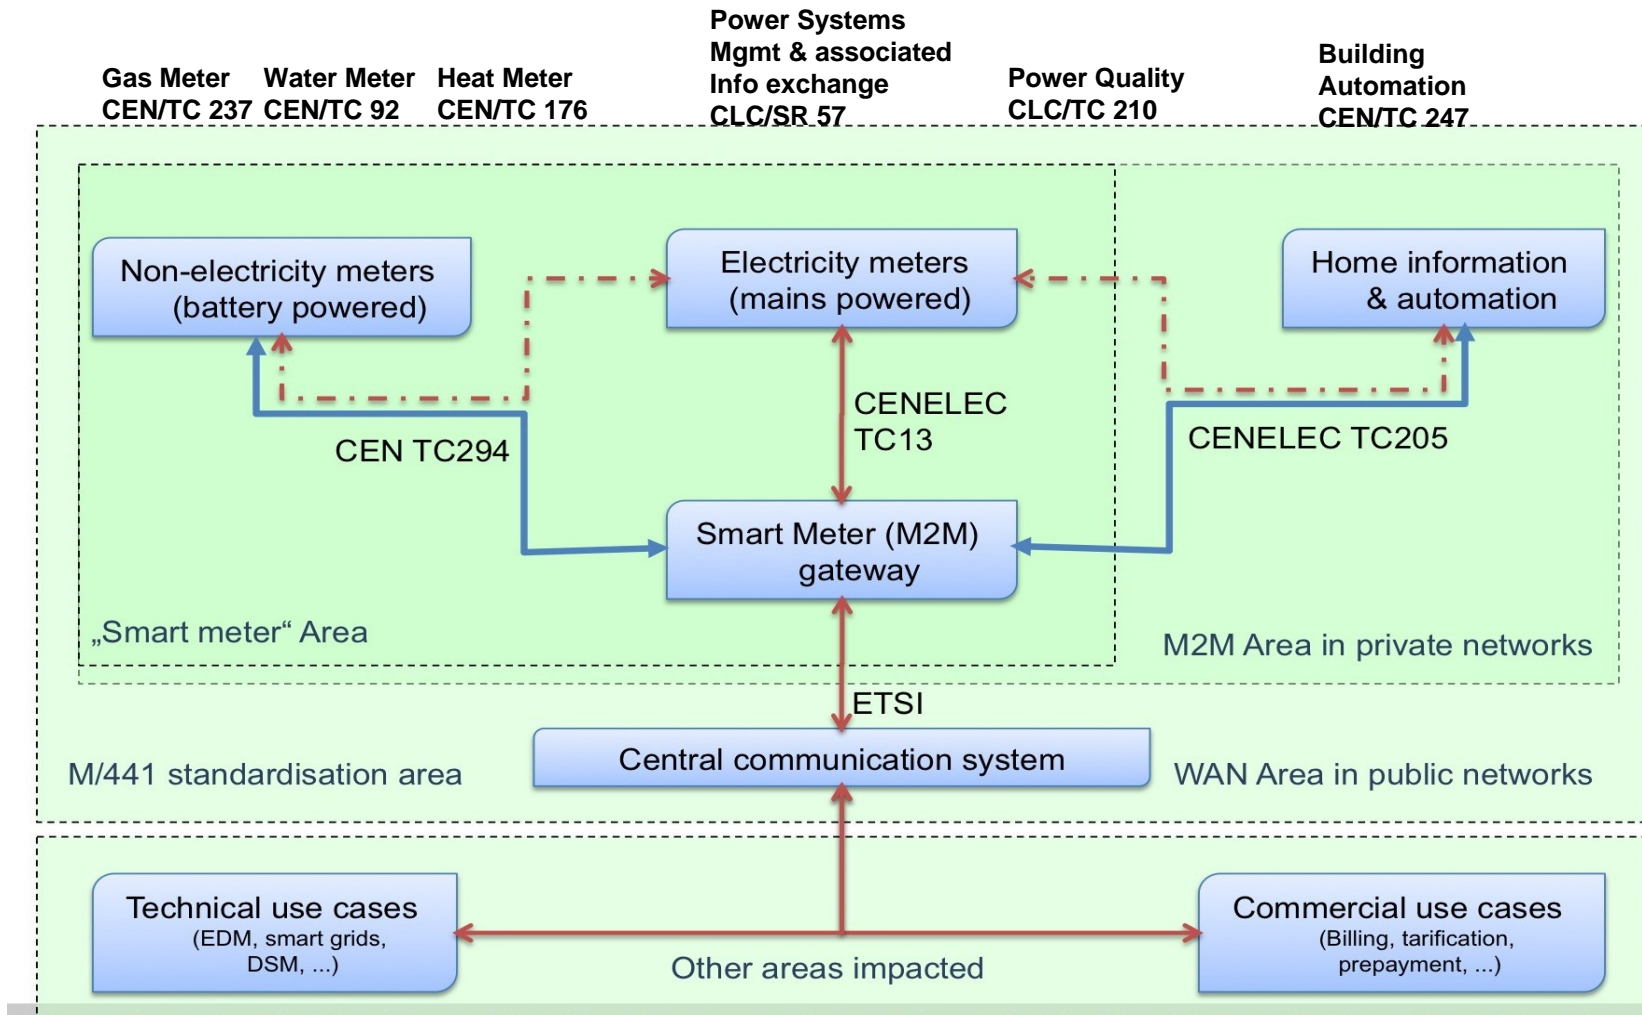 Power Systems
Mgmt & associated
Info exchange
CLC/SR 57
Gas Meter
CEN/TC 237
Water Meter
CEN/TC 92
Heat Meter
CEN/TC 176
Power Quality
CLC/TC 210
Building
Automation
CEN/TC 247
Non-electricity meters
(battery powered)
Electricity meters
(mains powered)
Home information
& automation
CEN TC294
CENELEC
TC13
CENELEC TC205
Smart Meter (M2M)
gateway
„Smart meter“ Area
M2M Area in private networks
ETSI
Central communication system
M/441 standardisation area
WAN Area in public networks
Technical use cases
(EDM, smart grids,
DSM, ...)
Commercial use cases
(Billing, tarification,
prepayment, ...)
Other areas impacted